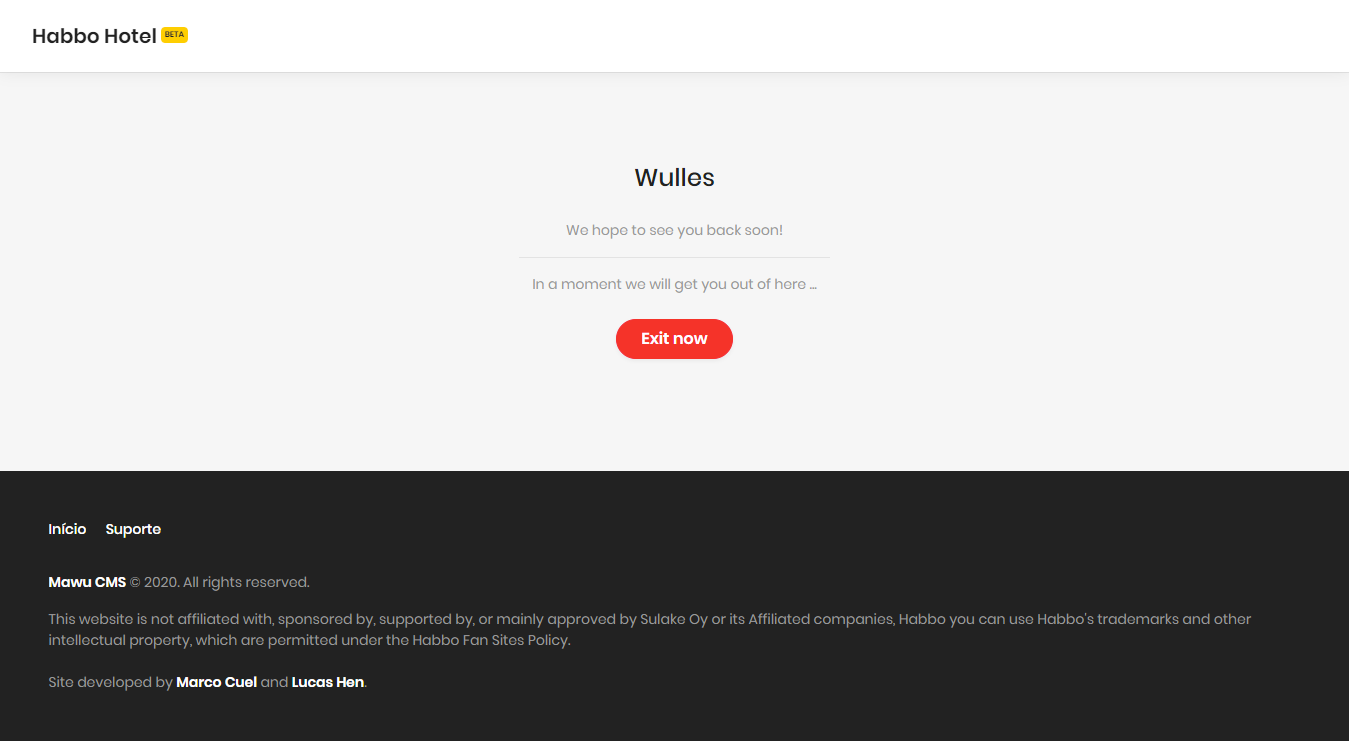 Habbo Hotel BETA
Wulles
We hope to see you back soon!
In a moment we will get you out of here ...
Exit now
Início Suporte
Mawu CMS © 2020. All rights reserved.
This website is not affiliated with, sponsored by, supported by, or mainly approved by Sulake Oy or its Affiliated companies, Habbo you can use Habbo's trademarks and other
intellectual property, which are permitted under the Habbo Fan Sites Policy.
Site developed by Marco Cuel and Lucas Hen.